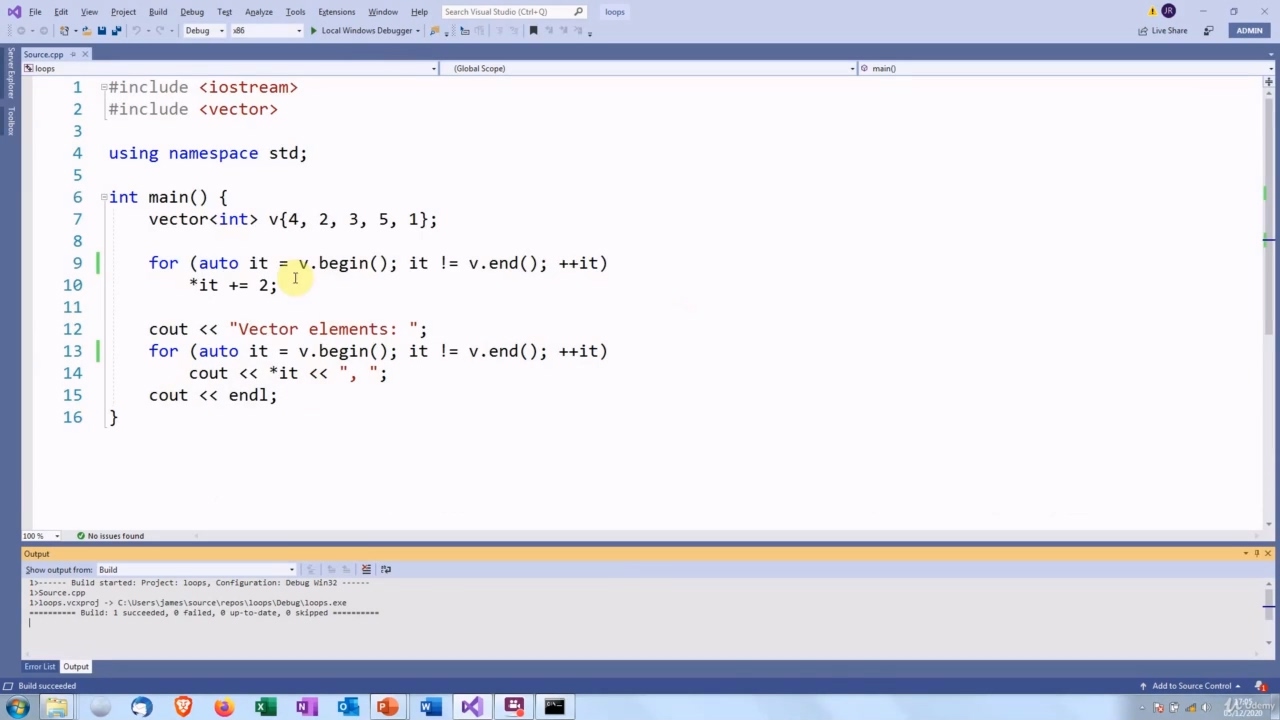 File Edit View Project Build Debug Test Analyze Tools Extensions Window Help Search Visual Studio (Ctrl+Q) loops JR
Debug x86 Local Windows Debugger Live Share ADMIN
Server Explorer
Toolbox
Source.cpp
loops (Global Scope) main()
1 #include <iostream>
2 #include <vector>
3
4 using namespace std;
5
6 int main() {
7 vector<int> v{4, 2, 3, 5, 1};
8
9 for (auto it = v.begin(); it != v.end(); ++it)
10 *it += 2;
11
12 cout << "Vector elements: ";
13 for (auto it = v.begin(); it != v.end(); ++it)
14 cout << *it << ", ";
15 cout << endl;
16 }
100 % No issues found
Output
Show output from: Build
1>------ Build started: Project: loops, Configuration: Debug Win32 ------
1>Source.cpp
1>loops.vcxproj -> C:\Users\james\source\repos\loops\Debug\loops.exe
========== Build: 1 succeeded, 0 failed, 0 up-to-date, 0 skipped ==========
Error List Output
Build succeeded Add to Source Control 1
17:05
05/12/2020
Udemy